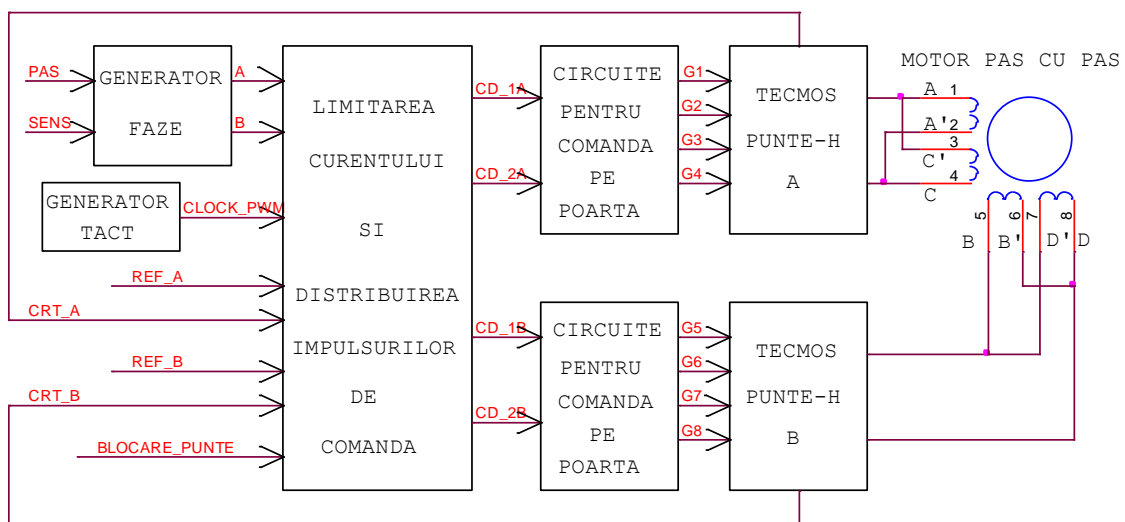 PAS
SENS
GENERATOR
FAZE
A
B
GENERATOR
TACT
CLOCK_PWM
REF_A
CRT_A
REF_B
CRT_B
BLOCARE_PUNTE
LIMITAREA
CURENTULUI
SI
DISTRIBUIREA
IMPULSURILOR
DE
COMANDA
CD_1A
CD_2A
CD_1B
CD_2B
CIRCUITE
PENTRU
COMANDA
PE
POARTA
G1
G2
G3
G4
TECMOS
PUNTE-H
A
CIRCUITE
PENTRU
COMANDA
PE
POARTA
G5
G6
G7
G8
TECMOS
PUNTE-H
B
MOTOR PAS CU PAS
A 1
A' 2
3
C'
4
C
5 6 7 8
B B' D' D